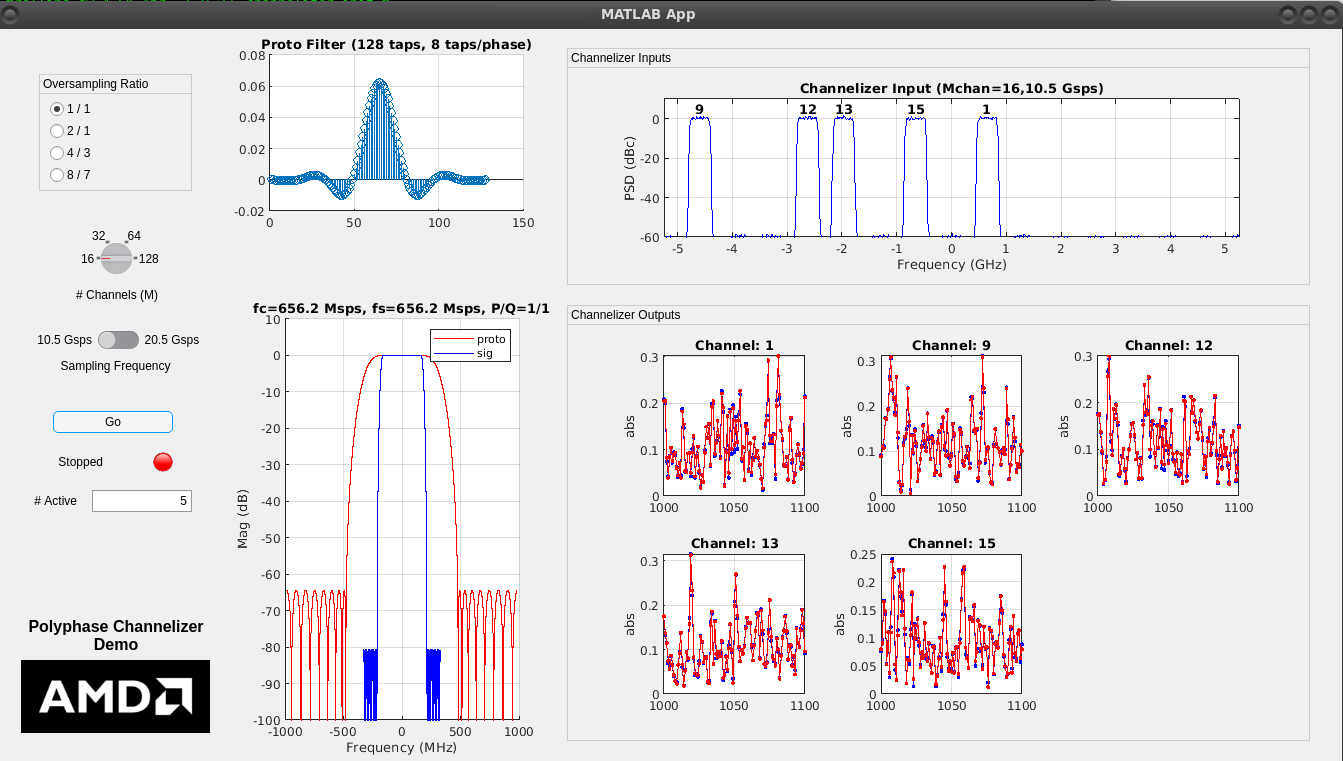 MATLAB App
Oversampling Ratio
1 / 1
2 / 1
4 / 3
8 / 7
32 64
16 128
# Channels (M)
10.5 Gsps 20.5 Gsps
Sampling Frequency
Go
Stopped
# Active 5
Polyphase Channelizer
Demo
AMD
Proto Filter (128 taps, 8 taps/phase)
0.08
0.06
0.04
0.02
0
-0.02
0 50 100 150
fc=656.2 Msps, fs=656.2 Msps, P/Q=1/1
10
0
-10
-20
-30
-40
-50
-60
-70
-80
-90
-100
Mag (dB)
proto
sig
-1000 -500 0 500 1000
Frequency (MHz)
Channelizer Inputs
Channelizer Input (Mchan=16,10.5 Gsps)
9 12 13 15 1
0
-20
-40
-60
PSD (dBc)
-5 -4 -3 -2 -1 0 1 2 3 4 5
Frequency (GHz)
Channelizer Outputs
Channel: 1
0.3
0.2
0.1
0
abs
1000 1050 1100
Channel: 9
0.3
0.2
0.1
0
abs
1000 1050 1100
Channel: 12
0.3
0.2
0.1
0
abs
1000 1050 1100
Channel: 13
0.3
0.2
0.1
0
abs
1000 1050 1100
Channel: 15
0.25
0.2
0.15
0.1
0.05
0
abs
1000 1050 1100